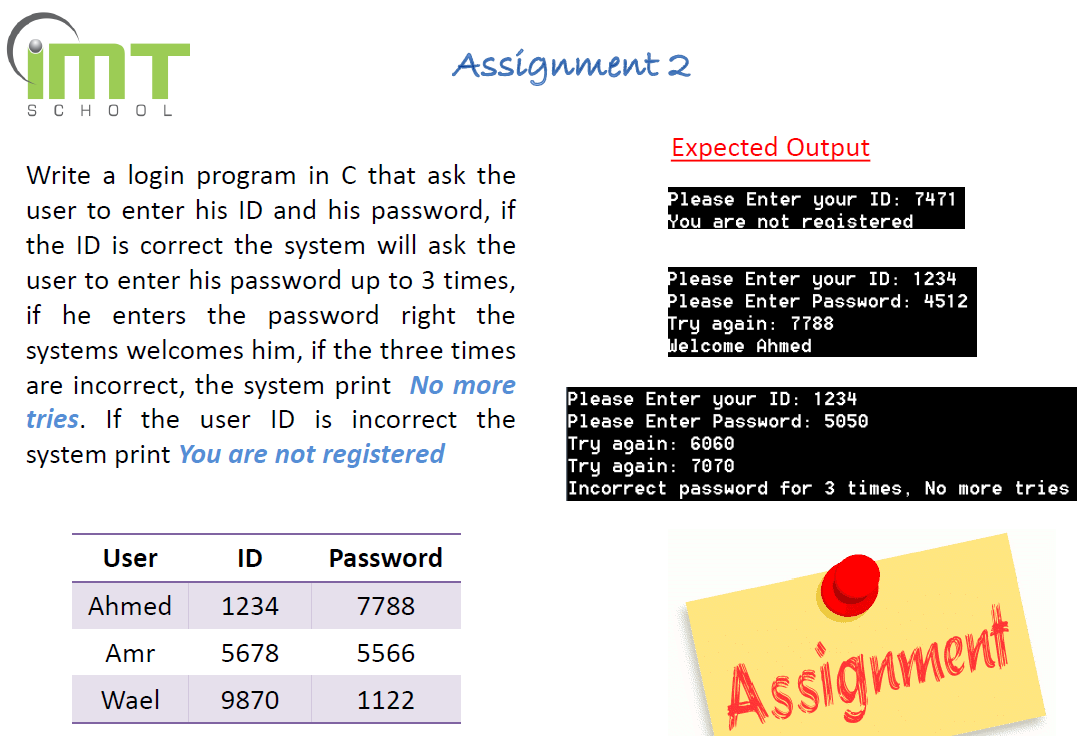 iMT
SCHOOL
Assignment 2
Write a login program in C that ask the
user to enter his ID and his password, if
the ID is correct the system will ask the
user to enter his password up to 3 times,
if he enters the password right the
systems welcomes him, if the three times
are incorrect, the system print No more
tries. If the user ID is incorrect the
system print You are not registered
User ID Password
Ahmed 1234 7788
Amr 5678 5566
Wael 9870 1122
Expected Output
Please Enter your ID: 7471
You are not registered
Please Enter your ID: 1234
Please Enter Password: 4512
Try again: 7788
Welcome Ahmed
Please Enter your ID: 1234
Please Enter Password: 5050
Try again: 6060
Try again: 7070
Incorrect password for 3 times, No more tries
Assignment